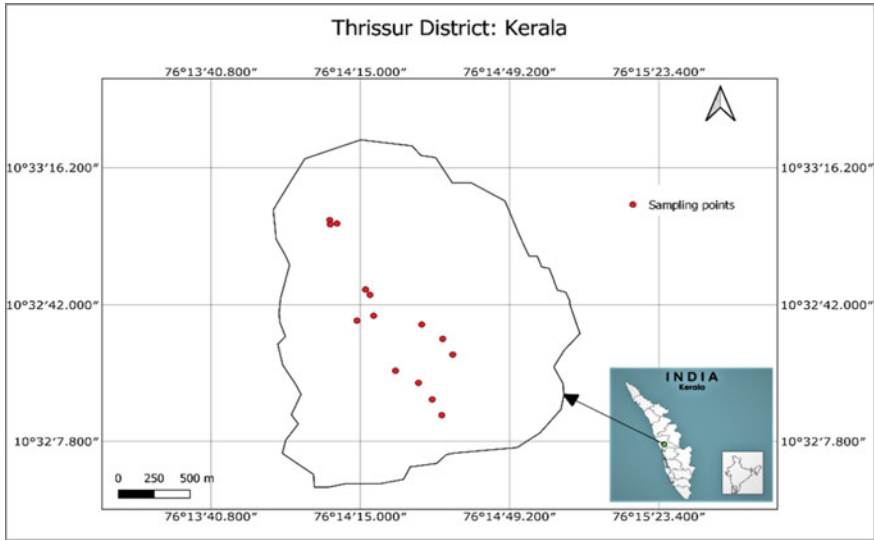 Thrissur District: Kerala
76°13′40.800″ 76°14′15.000″ 76°14′49.200″ 76°15′23.400″
10°33′16.200″ 10°33′16.200″
Sampling points
10°32′42.000″ 10°32′42.000″
INDIA
Kerala
10°32′7.800″ 10°32′7.800″
0 250 500 m
76°13′40.800″ 76°14′15.000″ 76°14′49.200″ 76°15′23.400″